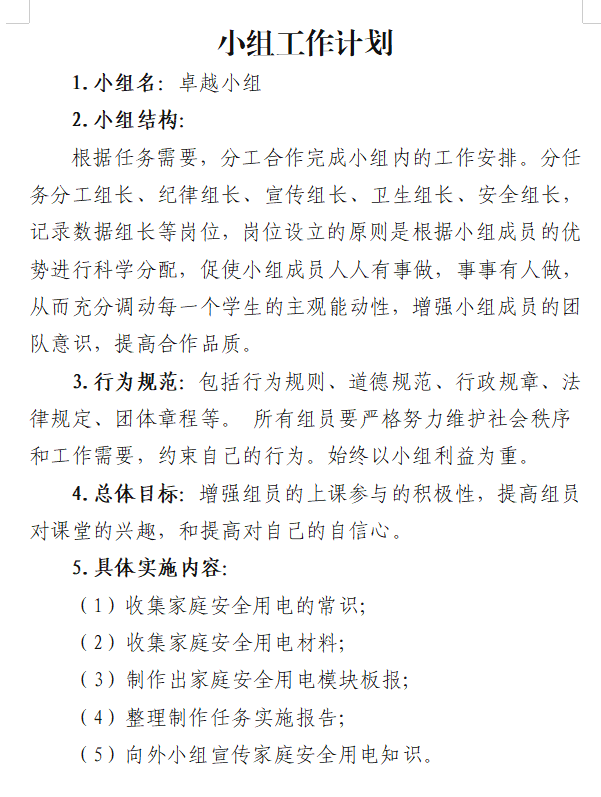 小组工作计划
1.小组名：卓越小组
2.小组结构：
根据任务需要，分工合作完成小组内的工作安排。分任
务分工组长、纪律组长、宣传组长、卫生组长、安全组长，
记录数据组长等岗位，岗位设立的原则是根据小组成员的优
势进行科学分配，促使小组成员人人有事做，事事有人做，
从而充分调动每一个学生的主观能动性，增强小组成员的团
队意识，提高合作品质。
3.行为规范：包括行为规则、道德规范、行政规章、法
律规定、团体章程等。 所有组员要严格努力维护社会秩序
和工作需要，约束自己的行为。始终以小组利益为重。
4.总体目标：增强组员的上课参与的积极性，提高组员
对课堂的兴趣，和提高对自己的自信心。
5.具体实施内容：
（1）收集家庭安全用电的常识；
（2）收集家庭安全用电材料；
（3）制作出家庭安全用电模块板报；
（4）整理制作任务实施报告；
（5）向外小组宣传家庭安全用电知识。